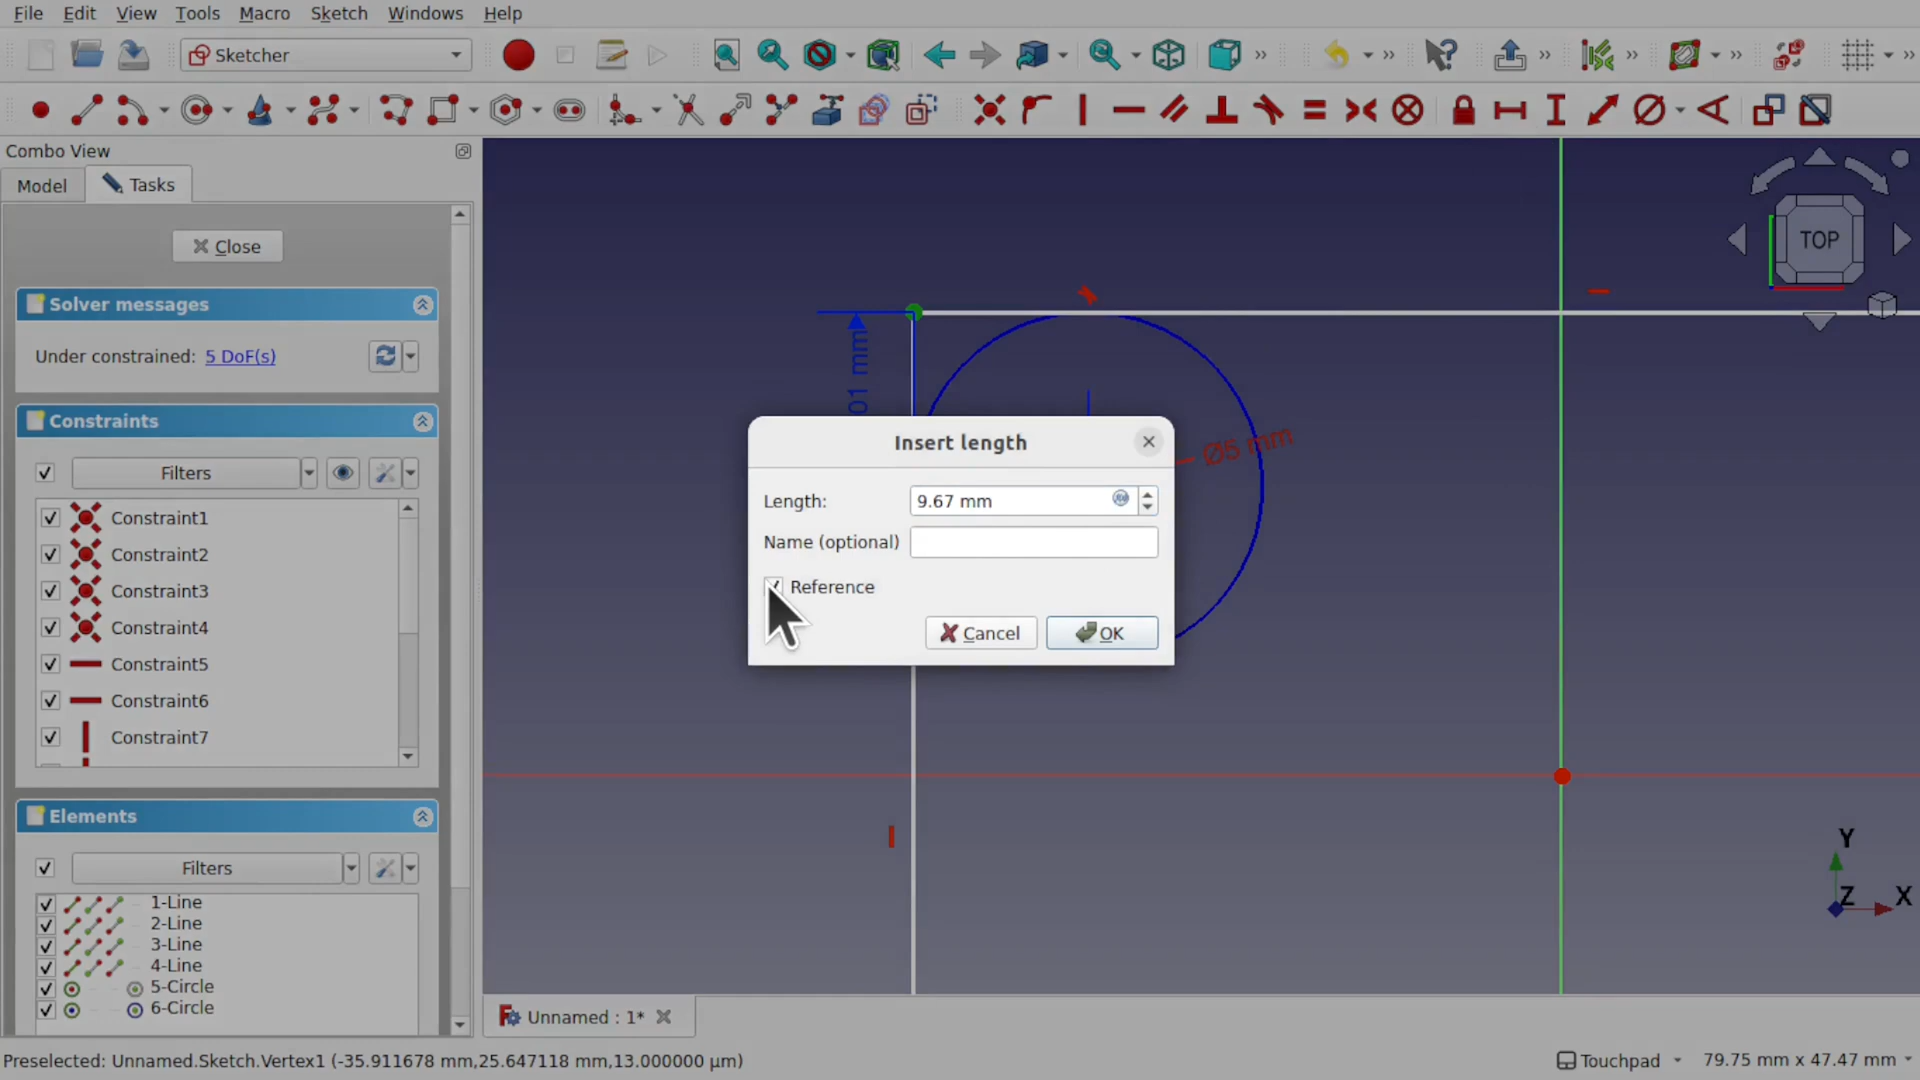 File Edit View Tools Macro Sketch Windows Help
Sketcher
Combo View
Model Tasks
Close
Solver messages
Under constrained: 5 DoF(s)
Constraints
Filters
Constraint1
Constraint2
Constraint3
Constraint4
Constraint5
Constraint6
Constraint7
Elements
Filters
1-Line
2-Line
3-Line
4-Line
5-Circle
6-Circle
TOP
01 mm
Ø5 mm
Insert length
Length: 9.67 mm
Name (optional)
Reference
Cancel OK
Y
Z X
Unnamed : 1*
Preselected: Unnamed.Sketch.Vertex1 (-35.911678 mm,25.647118 mm,13.000000 µm)
Touchpad 79.75 mm x 47.47 mm